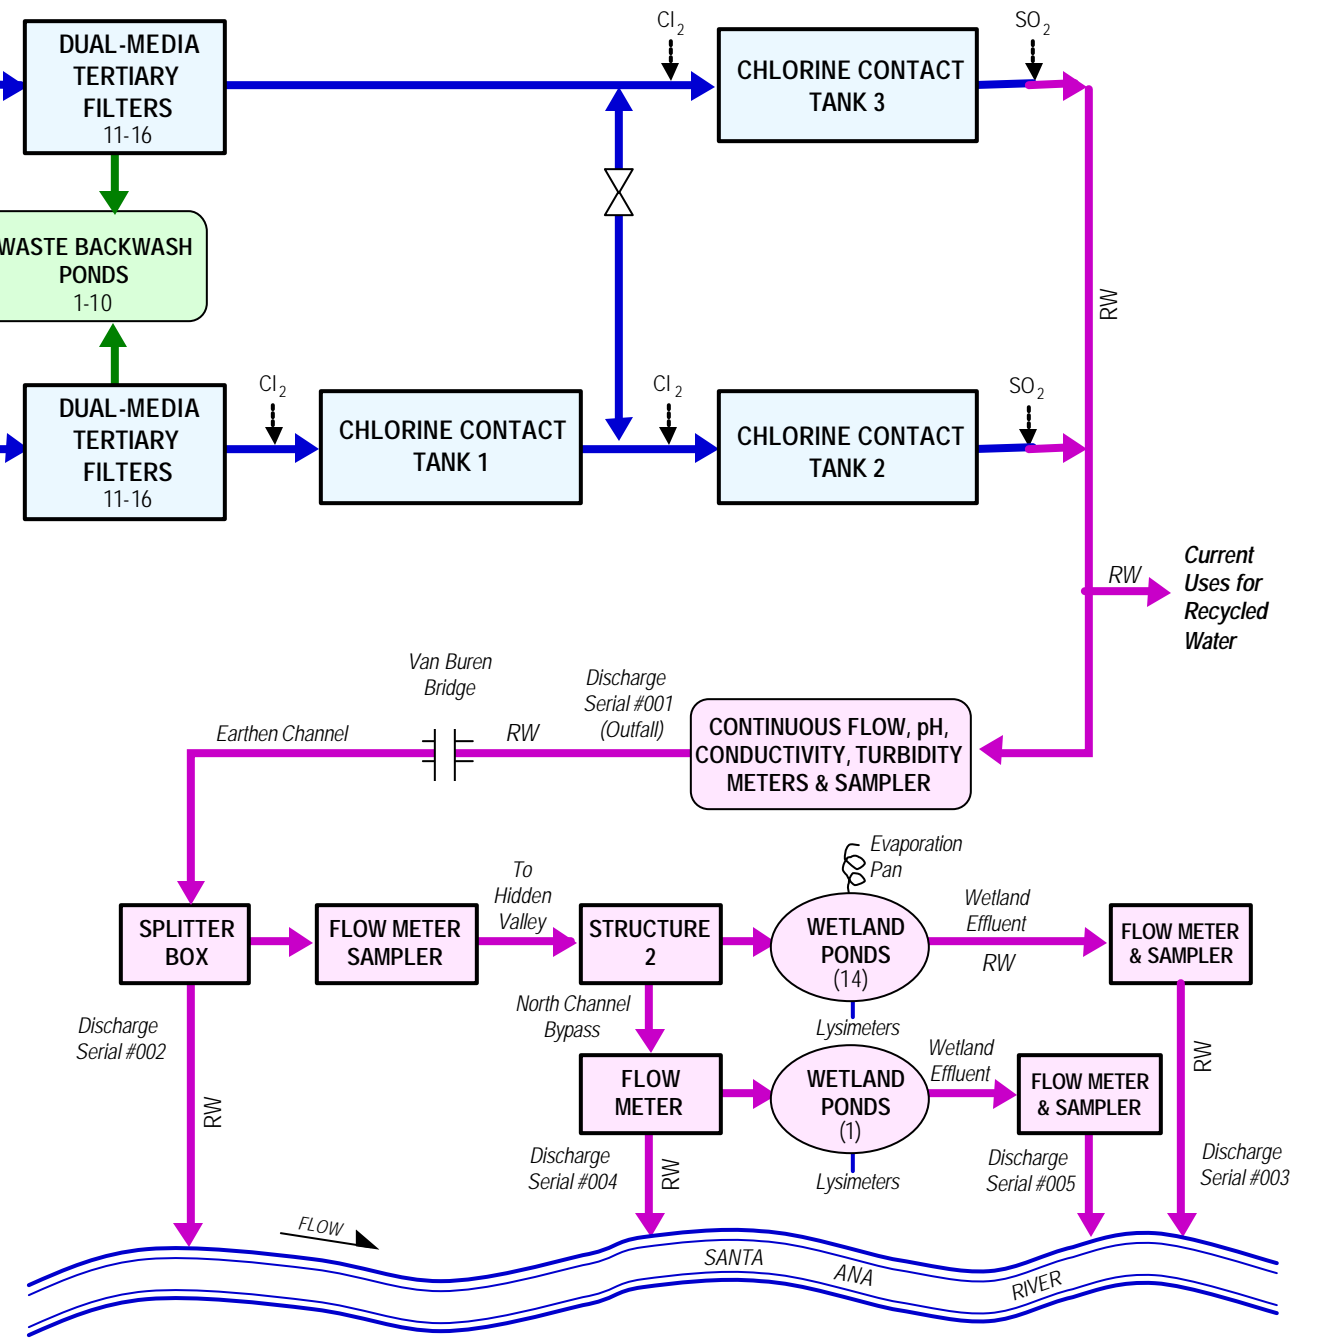 Cl2
SO2
DUAL-MEDIA
TERTIARY
FILTERS
11-16
CHLORINE CONTACT
TANK 3
WASTE BACKWASH
PONDS
1-10
RW
DUAL-MEDIA
TERTIARY
FILTERS
11-16
Cl2
CHLORINE CONTACT
TANK 1
Cl2
CHLORINE CONTACT
TANK 2
SO2
RW
Current
Uses for
Recycled
Water
Van Buren
Bridge
Discharge
Serial #001
(Outfall)
Earthen Channel
RW
CONTINUOUS FLOW, pH,
CONDUCTIVITY, TURBIDITY
METERS & SAMPLER
Evaporation
Pan
SPLITTER
BOX
FLOW METER
SAMPLER
To
Hidden
Valley
STRUCTURE
2
WETLAND
PONDS
(14)
Wetland
Effluent
RW
FLOW METER
& SAMPLER
Discharge
Serial #002
RW
North Channel
Bypass
Lysimeters
FLOW
METER
WETLAND
PONDS
(1)
Wetland
Effluent
FLOW METER
& SAMPLER
RW
Discharge
Serial #004
RW
Lysimeters
Discharge
Serial #005
Discharge
Serial #003
FLOW
SANTA
ANA
RIVER